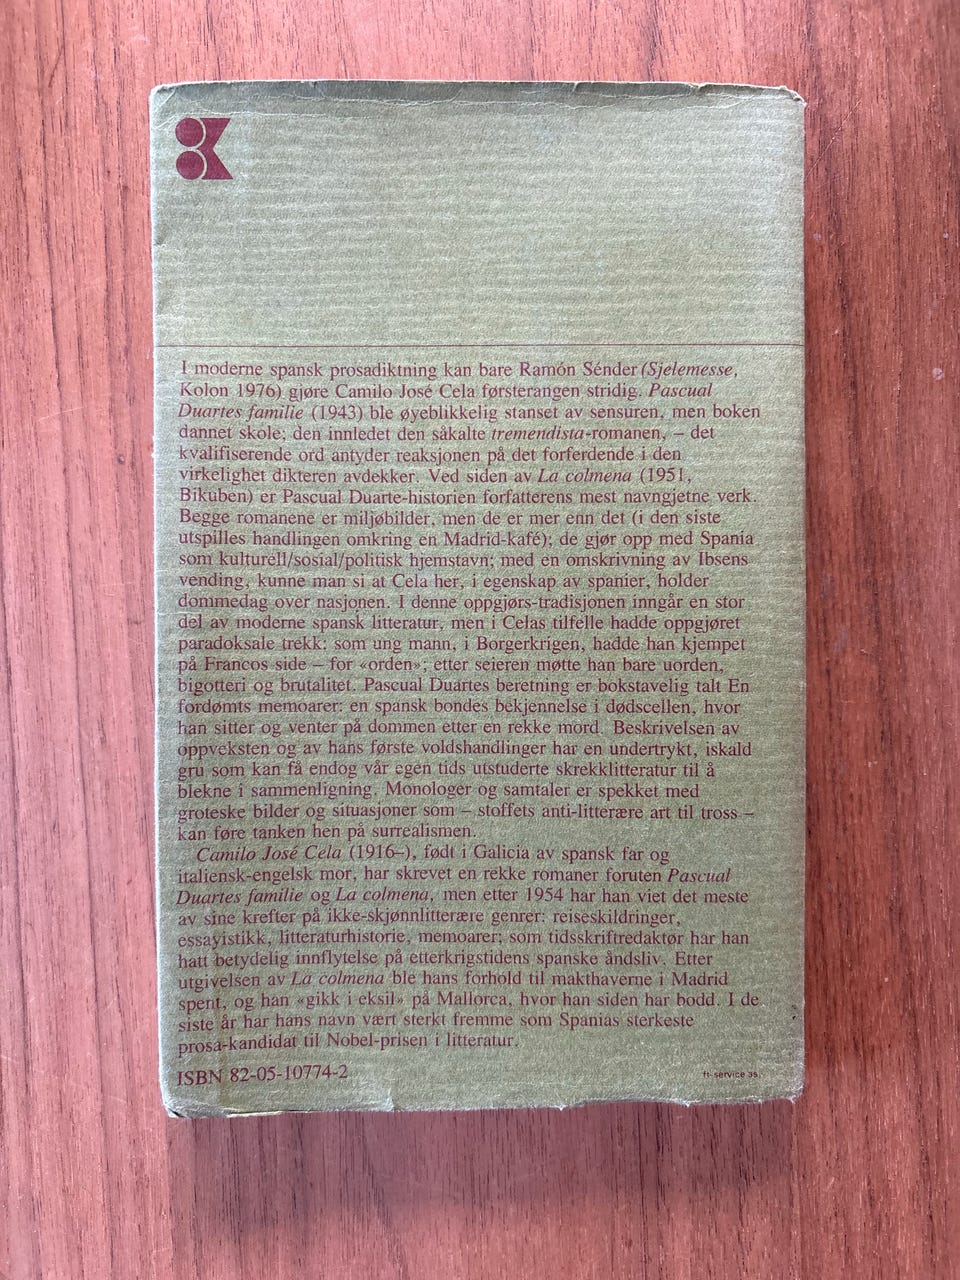 I moderne spansk prosadiktning kan bare Ramón Sénder (Sjelemesse,
Kolon 1976) gjøre Camilo José Cela førsterangen stridig. Pascual
Duartes familie (1943) ble øyeblikkelig stanset av sensuren, men boken
dannet skole; den innledet den såkalte tremendista-romanen, – det
kvalifiserende ord antyder reaksjonen på det forferdende i den
virkelighet dikteren avdekker. Ved siden av La colmena (1951,
Bikuben) er Pascual Duarte-historien forfatterens mest navngjetne verk.
Begge romanene er miljøbilder, men de er mer enn det (i den siste
utspilles handlingen omkring en Madrid-kafé); de gjør opp med Spania
som kulturell/sosial/politisk hjemstavn; med en omskrivning av Ibsens
vending, kunne man si at Cela her, i egenskap av spanier, holder
dommedag over nasjonen. I denne oppgjørs-tradisjonen inngår en stor
del av moderne spansk litteratur, men i Celas tilfelle hadde oppgjøret
paradoksale trekk: som ung mann, i Borgerkrigen, hadde han kjempet
på Francos side – for «orden»; etter seieren møtte han bare uorden,
bigotteri og brutalitet. Pascual Duartes beretning er bokstavelig talt En
fordømts memoarer: en spansk bondes bekjennelse i dødscellen, hvor
han sitter og venter på dommen etter en rekke mord. Beskrivelsen av
oppveksten og av hans første voldshandlinger har en undertrykt, iskald
gru som kan få endog vår egen tids utstuderte skrekklitteratur til å
blekne i sammenligning. Monologer og samtaler er spekket med
groteske bilder og situasjoner som – stoffets anti-litterære art til tross –
kan føre tanken hen på surrealismen.
Camilo José Cela (1916–), født i Galicia av spansk far og
italiensk-engelsk mor, har skrevet en rekke romaner foruten Pascual
Duartes familie og La colmena, men etter 1954 har han viet det meste
av sine krefter på ikke-skjønnlitterære genrer: reiseskildringer,
essayistikk, litteraturhistorie, memoarer; som tidsskriftredaktør har han
hatt betydelig innflytelse på etterkrigstidens spanske åndsliv. Etter
utgivelsen av La colmena ble hans forhold til makthaverne i Madrid
spent, og han «gikk i eksil» på Mallorca, hvor han siden har bodd. I de
siste år har hans navn vært sterkt fremme som Spanias sterkeste
prosa-kandidat til Nobel-prisen i litteratur.
ISBN 82-05-10774-2
ft-service as